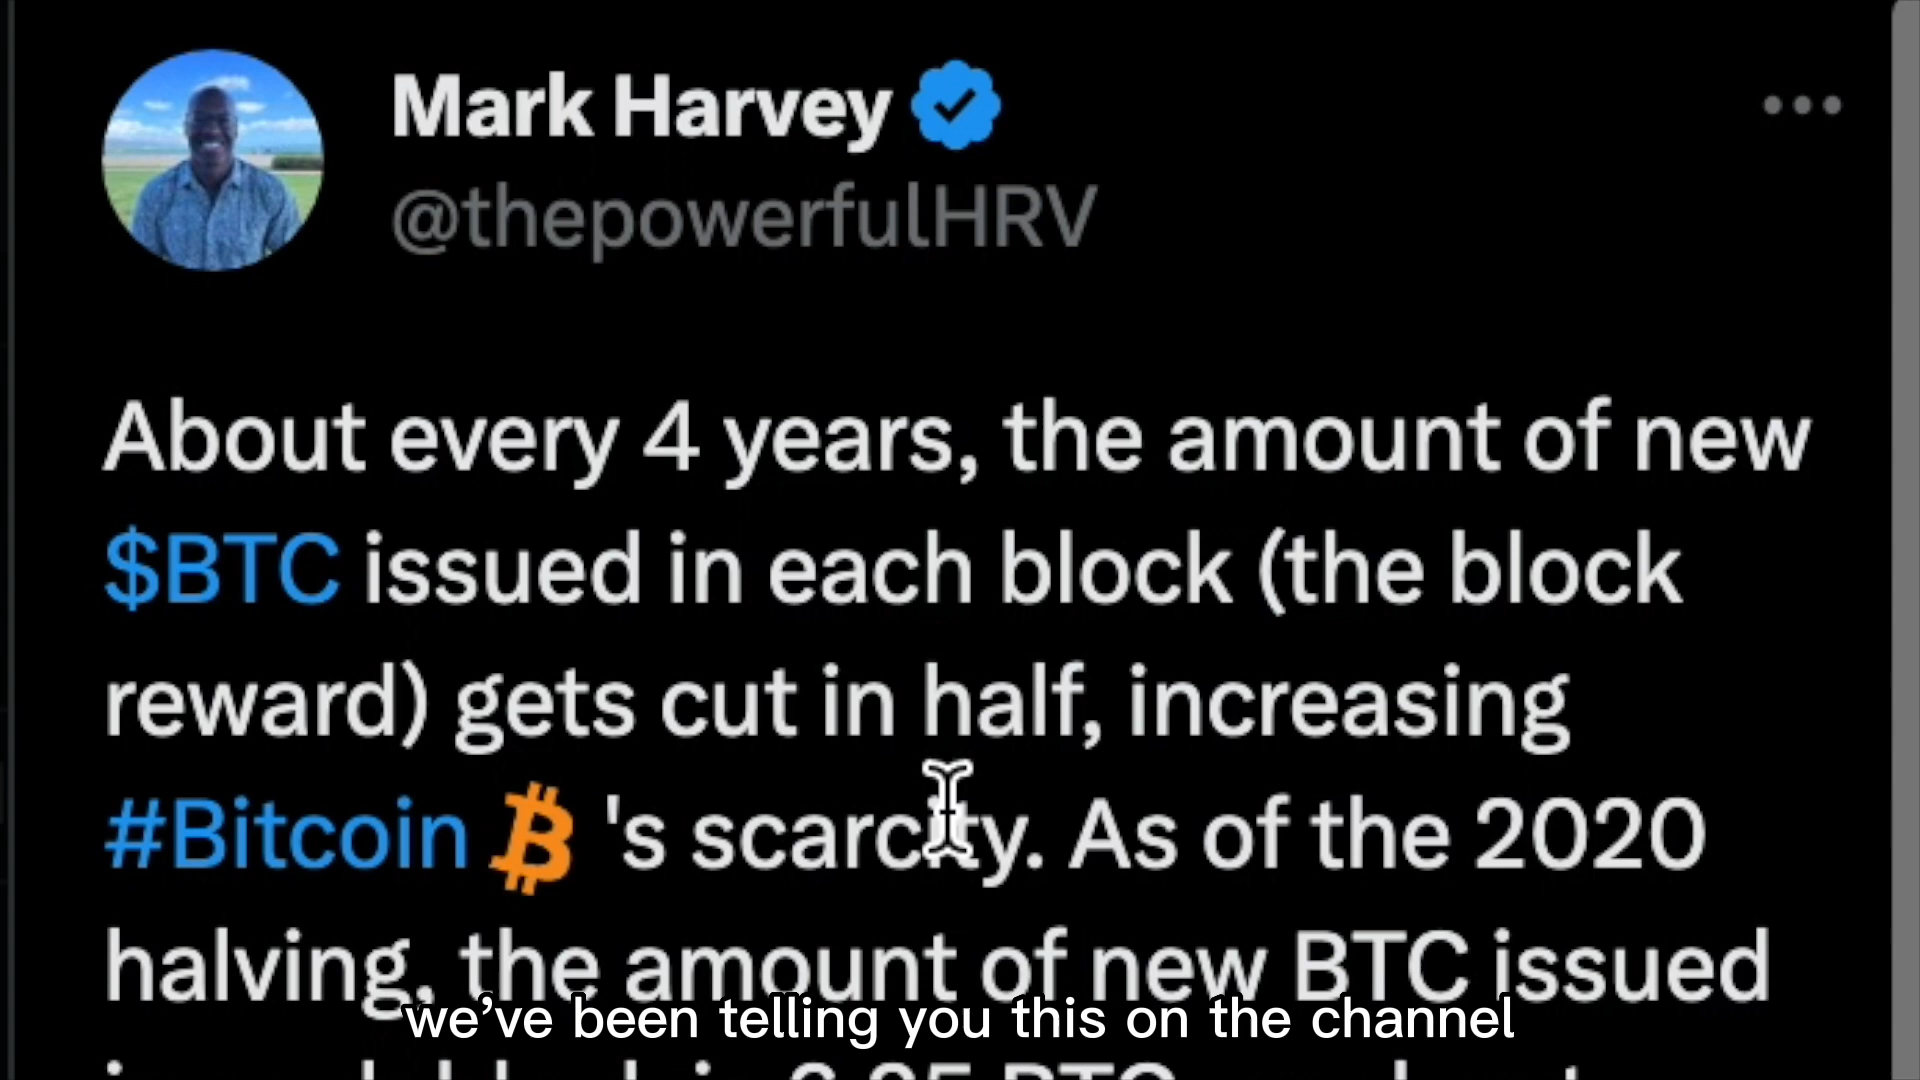 Mark Harvey
@thepowerfulHRV
About every 4 years, the amount of new
$BTC issued in each block (the block
reward) gets cut in half, increasing
#Bitcoin 's scarcity. As of the 2020
halving, the amount of new BTC issued
we’ve been telling you this on the channel